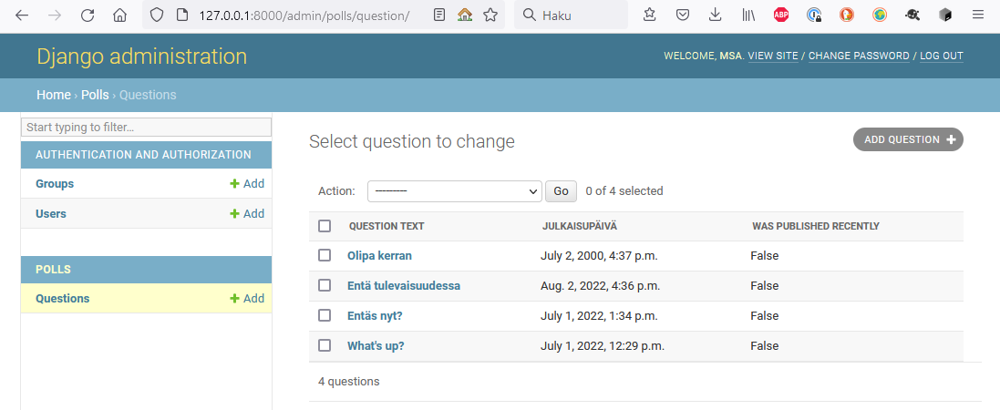 127.0.0.1:8000/admin/polls/question/
Haku
ABP
Django administration
WELCOME, MSA. VIEW SITE / CHANGE PASSWORD / LOG OUT
Home › Polls › Questions
Start typing to filter...
AUTHENTICATION AND AUTHORIZATION
Groups Add
Users Add
POLLS
Questions Add
Select question to change
ADD QUESTION
Action: --------- Go 0 of 4 selected
QUESTION TEXT JULKAISUPÄIVÄ WAS PUBLISHED RECENTLY
Olipa kerran July 2, 2000, 4:37 p.m. False
Entä tulevaisuudessa Aug. 2, 2022, 4:36 p.m. False
Entäs nyt? July 1, 2022, 1:34 p.m. False
What's up? July 1, 2022, 12:29 p.m. False
4 questions